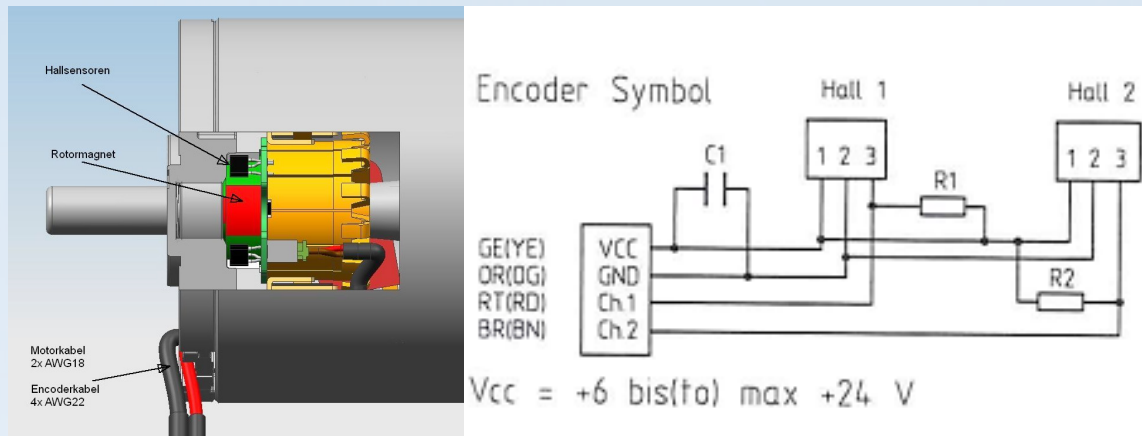 Hallsensoren
Rotormagnet
Motorkabel
2x AWG18
Encoderkabel
4x AWG22
Encoder Symbol
Hall 1
Hall 2
1 2 3
1 2 3
C1
R1
R2
GE(YE) VCC
OR(OG) GND
RT(RD) Ch.1
BR(BN) Ch.2
Vcc = +6 bis(to) max +24 V